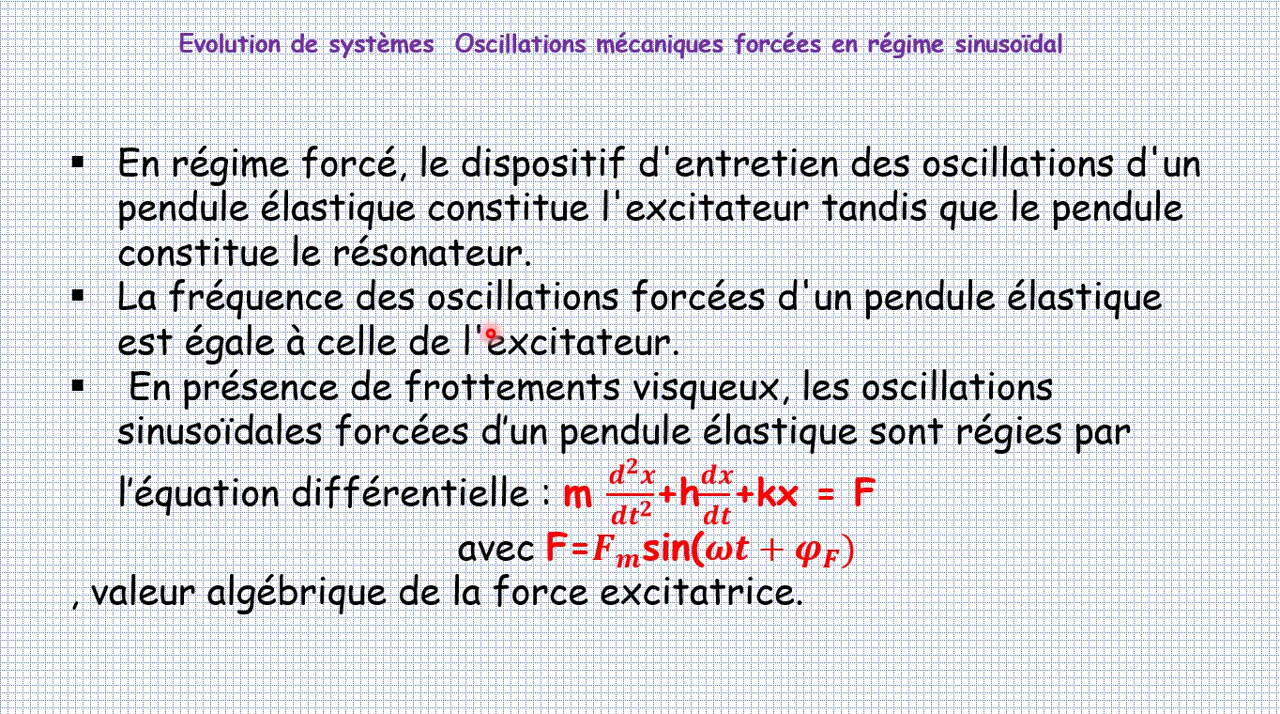 Evolution de systèmes  Oscillations mécaniques forcées en régime sinusoïdal
▪ En régime forcé, le dispositif d'entretien des oscillations d'un
pendule élastique constitue l'excitateur tandis que le pendule
constitue le résonateur.
▪ La fréquence des oscillations forcées d'un pendule élastique
est égale à celle de l'excitateur.
▪ En présence de frottements visqueux, les oscillations
sinusoïdales forcées d’un pendule élastique sont régies par
l’équation différentielle : m d²x/dt² +h dx/dt +kx = F
avec F=F_m sin(ωt + φ_F)
, valeur algébrique de la force excitatrice.